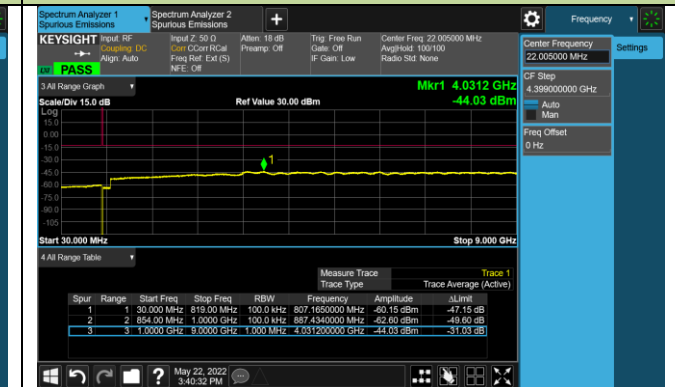 Spectrum Analyzer 1
Spurious Emissions
Spectrum Analyzer 2
Spurious Emissions
+
Frequency
KEYSIGHT
Input: RF
Coupling: DC
Align: Auto
Input Z: 50 Ω
Corr CCorr RCal
Freq Ref: Ext (S)
NFE: Off
Atten: 18 dB
Preamp: Off
Trig: Free Run
Gate: Off
IF Gain: Low
Center Freq: 22.005000 MHz
Avg|Hold: 100/100
Radio Std: None
PASS
Center Frequency
22.005000 MHz
Settings
CF Step
4.399000000 GHz
Auto
Man
Freq Offset
0 Hz
3 All Range Graph
Mkr1 4.0312 GHz
-44.03 dBm
Scale/Div 15.0 dB
Ref Value 30.00 dBm
Log
15.0
0.00
-15.0
-30.0
-45.0
-60.0
-75.0
-90.0
-105
1
Start 30.000 MHz
Stop 9.000 GHz
4 All Range Table
Measure Trace Trace 1
Trace Type Trace Average (Active)
Spur Range Start Freq Stop Freq RBW Frequency Amplitude ΔLimit
1 1 30.000 MHz 819.00 MHz 100.0 kHz 807.1650000 MHz -60.15 dBm -47.15 dB
2 2 854.00 MHz 1.0000 GHz 100.0 kHz 887.4340000 MHz -62.60 dBm -49.60 dB
3 3 1.0000 GHz 9.0000 GHz 1.000 MHz 4.031200000 GHz -44.03 dBm -31.03 dB
?
May 22, 2022
3:40:32 PM